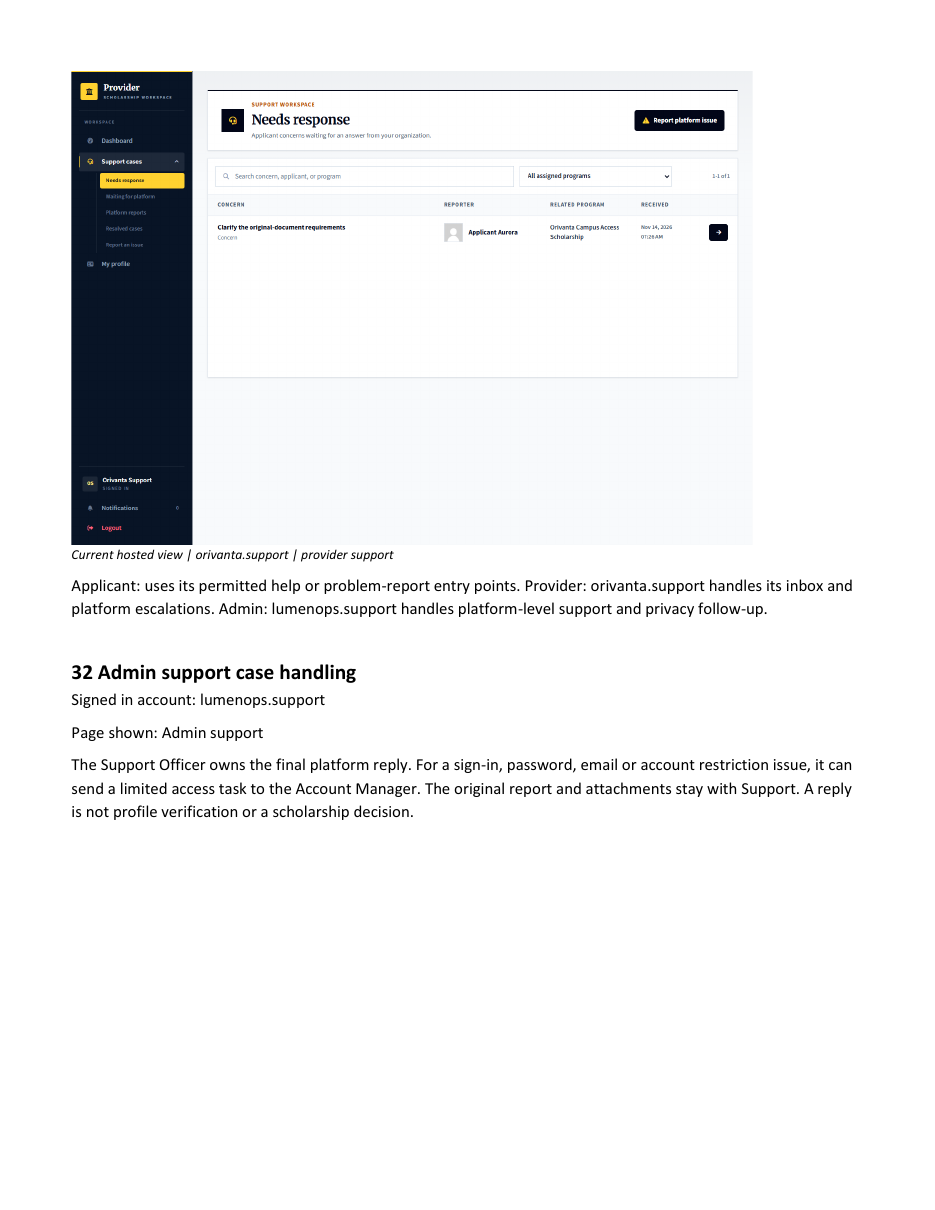 Provider
SCHOLARSHIP WORKSPACE
WORKSPACE
Dashboard
Support cases
Needs response
Waiting for platform
Platform reports
Resolved cases
Report an issue
My profile
OS
Orivanta Support
SIGNED IN
Notifications 0
Logout
SUPPORT WORKSPACE
Needs response
Applicant concerns waiting for an answer from your organization.
Report platform issue
Search concern, applicant, or program
All assigned programs
1-1 of 1
CONCERN REPORTER RELATED PROGRAM RECEIVED
Clarify the original-document requirements
Concern
Applicant Aurora
Orivanta Campus Access
Scholarship
Nov 14, 2026
07:26 AM
Current hosted view | orivanta.support | provider support
Applicant: uses its permitted help or problem-report entry points. Provider: orivanta.support handles its inbox and
platform escalations. Admin: lumenops.support handles platform-level support and privacy follow-up.
32 Admin support case handling
Signed in account: lumenops.support
Page shown: Admin support
The Support Officer owns the final platform reply. For a sign-in, password, email or account restriction issue, it can
send a limited access task to the Account Manager. The original report and attachments stay with Support. A reply
is not profile verification or a scholarship decision.